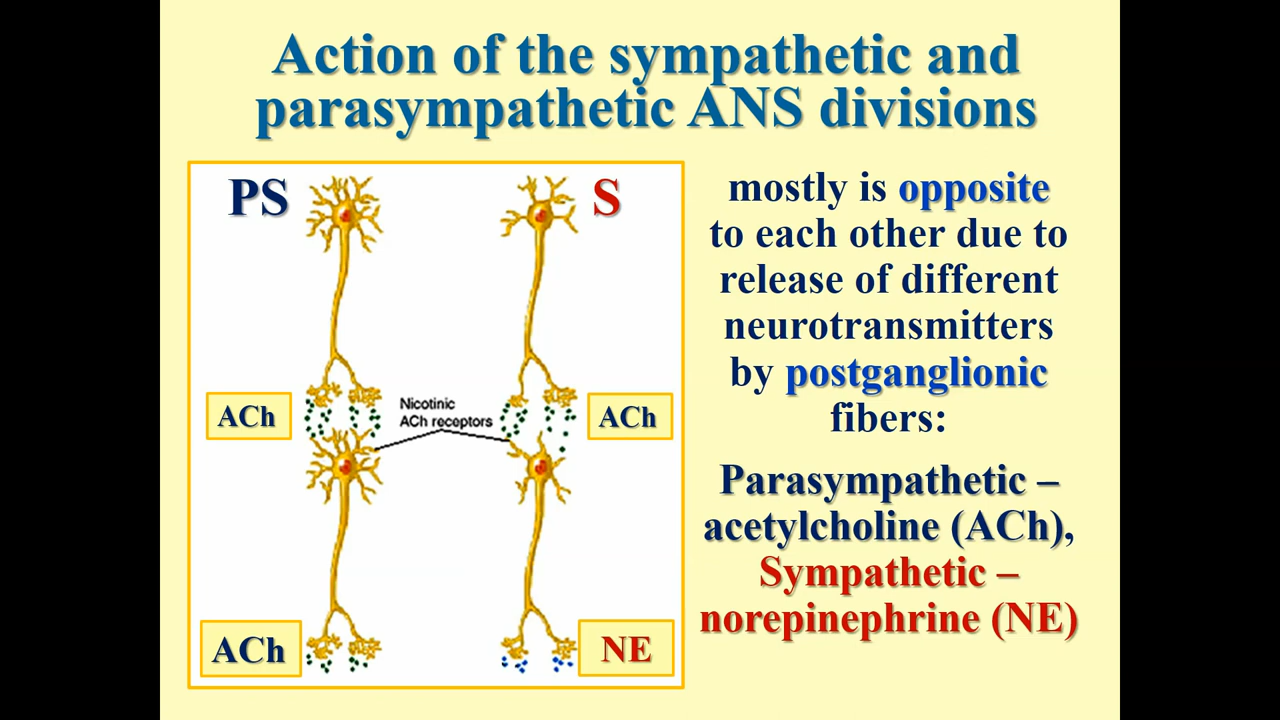 Action of the sympathetic and
parasympathetic ANS divisions
PS
S
ACh
Nicotinic
ACh receptors
ACh
ACh
NE
mostly is opposite
to each other due to
release of different
neurotransmitters
by postganglionic
fibers:
Parasympathetic –
acetylcholine (ACh),
Sympathetic –
norepinephrine (NE)